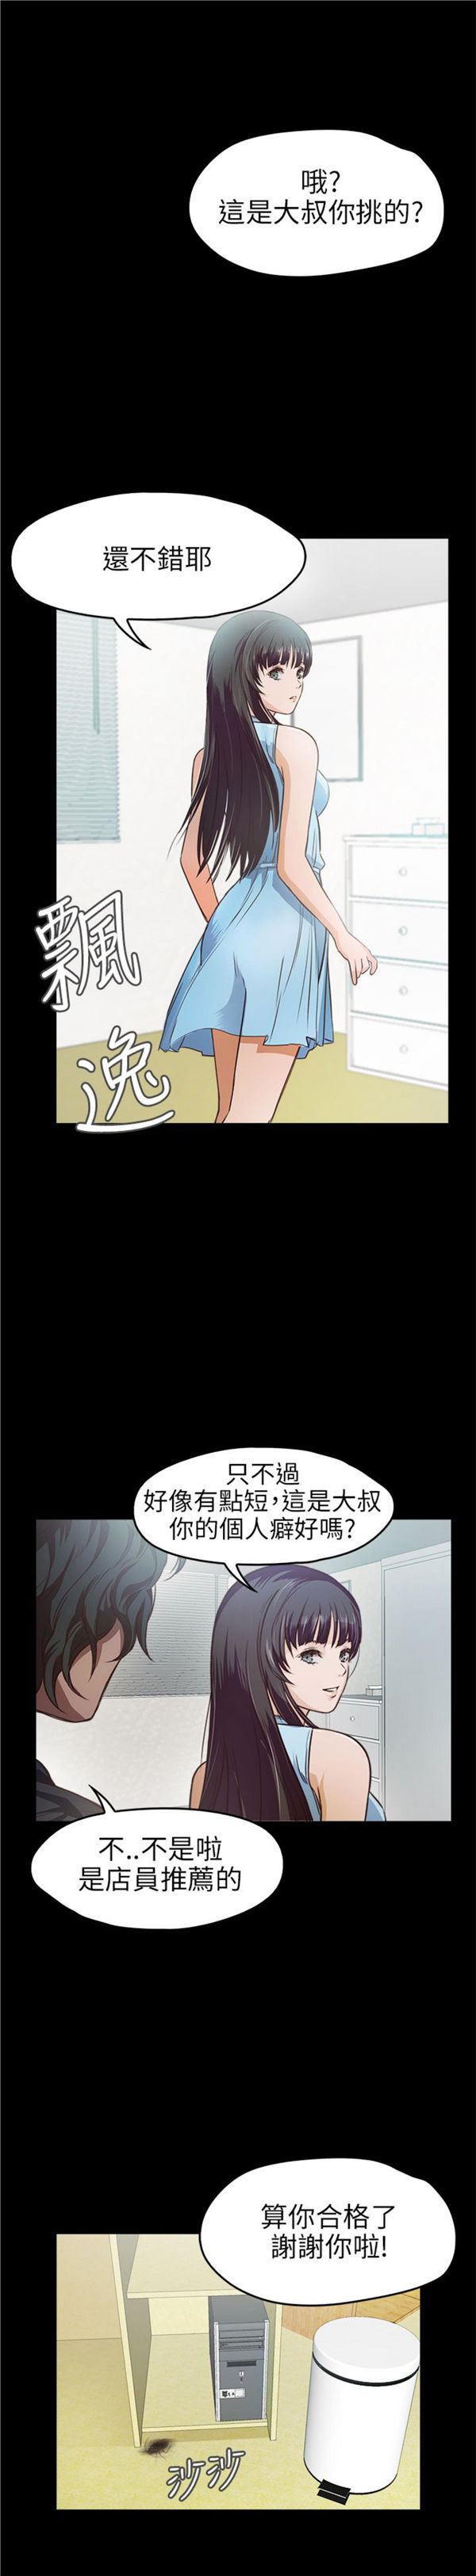 哦?
這是大叔你挑的?
還不錯耶
飄
逸
只不過
好像有點短,這是大叔
你的個人癖好嗎?
不..不是啦
是店員推薦的
算你合格了
謝謝你啦!
沙沙